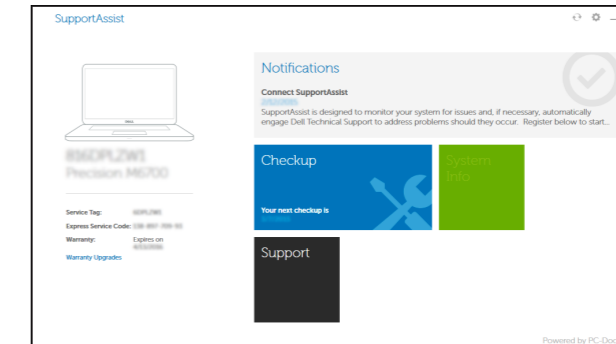 SupportAssist
DELL
Precision M6700
Service Tag:
Express Service Code:
Warranty: Expires on
Warranty Upgrades
Notifications
Connect SupportAssist
SupportAssist is designed to monitor your system for issues and, if necessary, automatically
engage Dell Technical Support to address problems should they occur. Register below to start...
Checkup
Your next checkup is
System
Info
Support
Powered by PC-Doc